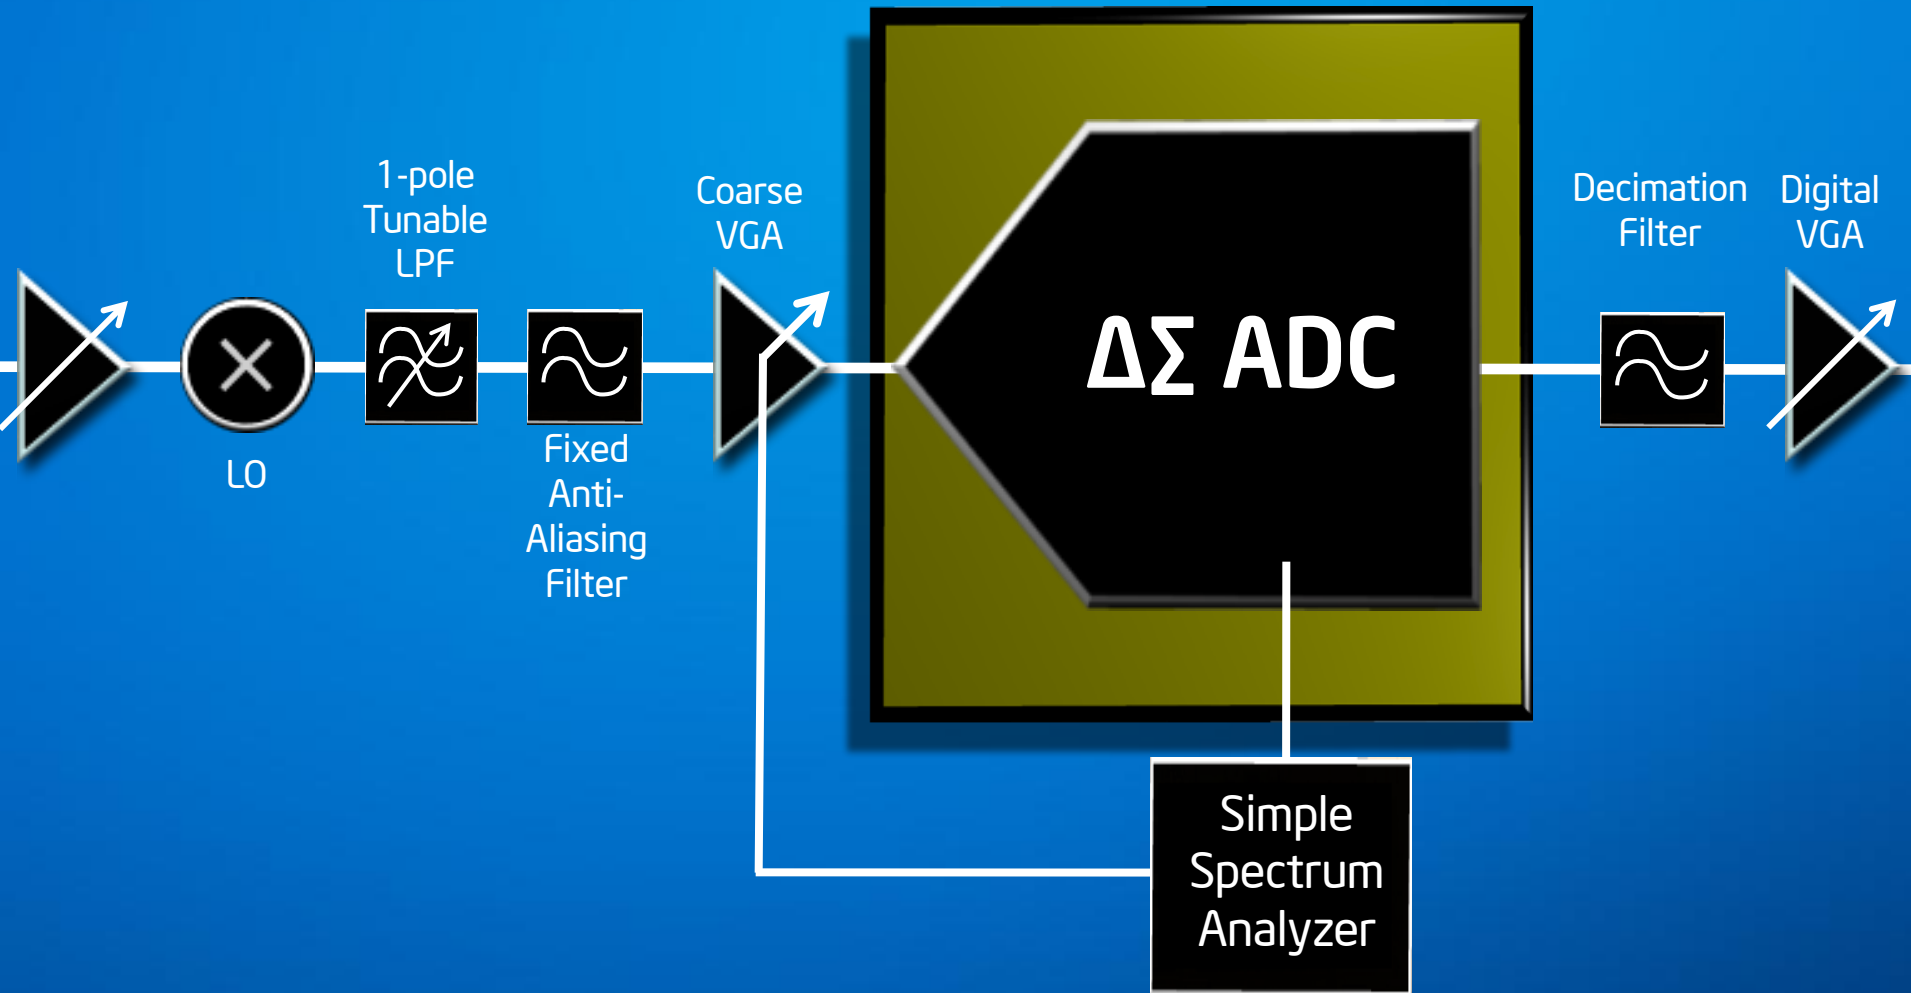 1-pole
Tunable
LPF
Coarse
VGA
Decimation
Filter
Digital
VGA
ΔΣ ADC
LO
Fixed
Anti-
Aliasing
Filter
Simple
Spectrum
Analyzer